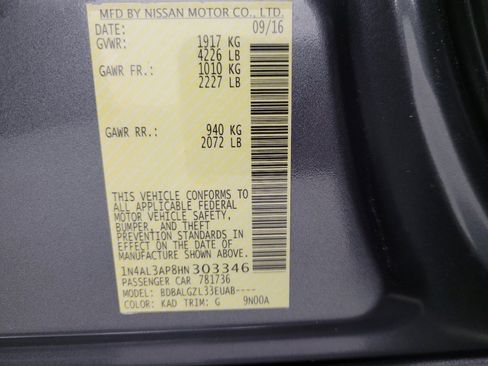 MFD BY NISSAN MOTOR CO., LTD.
DATE: 09/16
GVWR: 1917 KG
4226 LB
GAWR FR.: 1010 KG
2227 LB
GAWR RR.: 940 KG
2072 LB
THIS VEHICLE CONFORMS TO
ALL APPLICABLE FEDERAL
MOTOR VEHICLE SAFETY,
BUMPER, AND THEFT
PREVENTION STANDARDS IN
EFFECT ON THE DATE OF
MANUFACTURE SHOWN ABOVE.
1N4AL3AP8HN303346
PASSENGER CAR 781736
MODEL: BDBALGZL33EUAB----
COLOR: KAD TRIM: G 9N00A